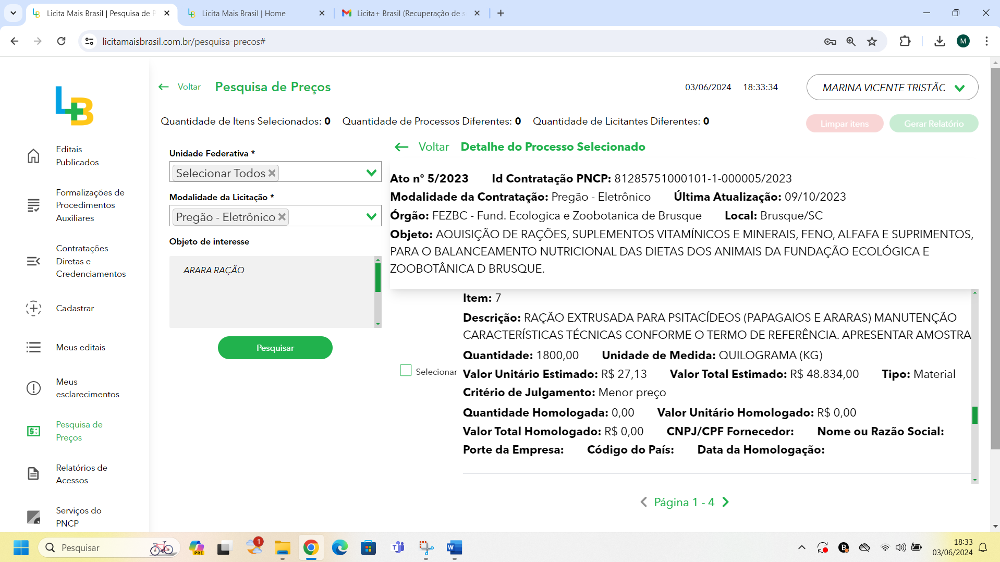 Licita Mais Brasil | Pesquisa de P
Licita Mais Brasil | Home
Licita+ Brasil (Recuperação de s
licitamaisbrasil.com.br/pesquisa-precos#
M
Voltar
Pesquisa de Preços
03/06/2024 18:33:34
MARINA VICENTE TRISTÃO
Quantidade de Itens Selecionados: 0 Quantidade de Processos Diferentes: 0 Quantidade de Licitantes Diferentes: 0
Limpar itens
Gerar Relatório
Editais
Publicados
Formalizações de
Procedimentos
Auxiliares
Contratações
Diretas e
Credenciamentos
Cadastrar
Meus editais
Meus
esclarecimentos
Pesquisa de
Preços
Relatórios de
Acessos
Serviços do
PNCP
Unidade Federativa *
Selecionar Todos
Modalidade da Licitação *
Pregão - Eletrônico
Objeto de interesse
ARARA RAÇÃO
Pesquisar
Voltar Detalhe do Processo Selecionado
Ato n° 5/2023 Id Contratação PNCP: 81285751000101-1-000005/2023
Modalidade da Contratação: Pregão - Eletrônico Última Atualização: 09/10/2023
Órgão: FEZBC - Fund. Ecologica e Zoobotanica de Brusque Local: Brusque/SC
Objeto: AQUISIÇÃO DE RAÇÕES, SUPLEMENTOS VITAMÍNICOS E MINERAIS, FENO, ALFAFA E SUPRIMENTOS,
PARA O BALANCEAMENTO NUTRICIONAL DAS DIETAS DOS ANIMAIS DA FUNDAÇÃO ECOLÓGICA E
ZOOBOTÂNICA D BRUSQUE.
Selecionar
Item: 7
Descrição: RAÇÃO EXTRUSADA PARA PSITACÍDEOS (PAPAGAIOS E ARARAS) MANUTENÇÃO
CARACTERÍSTICAS TÉCNICAS CONFORME O TERMO DE REFERÊNCIA. APRESENTAR AMOSTRA
Quantidade: 1800,00 Unidade de Medida: QUILOGRAMA (KG)
Valor Unitário Estimado: R$ 27,13 Valor Total Estimado: R$ 48.834,00 Tipo: Material
Critério de Julgamento: Menor preço
Quantidade Homologada: 0,00 Valor Unitário Homologado: R$ 0,00
Valor Total Homologado: R$ 0,00 CNPJ/CPF Fornecedor: Nome ou Razão Social:
Porte da Empresa: Código do País: Data da Homologação:
Página 1 - 4
Pesquisar
PRE
1
18:33
03/06/2024